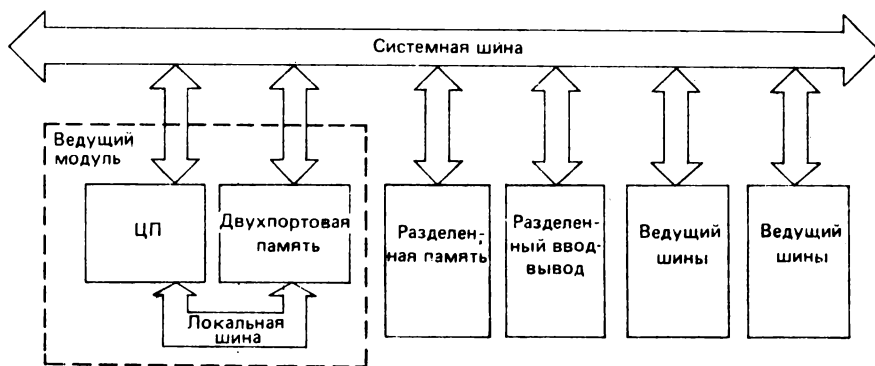 Системная шина
Ведущий
модуль
ЦП
Двухпортовая
память
Разделен-
ная память
Разделен-
ный ввод-
вывод
Ведущий
шины
Ведущий
шины
Локальная
шина